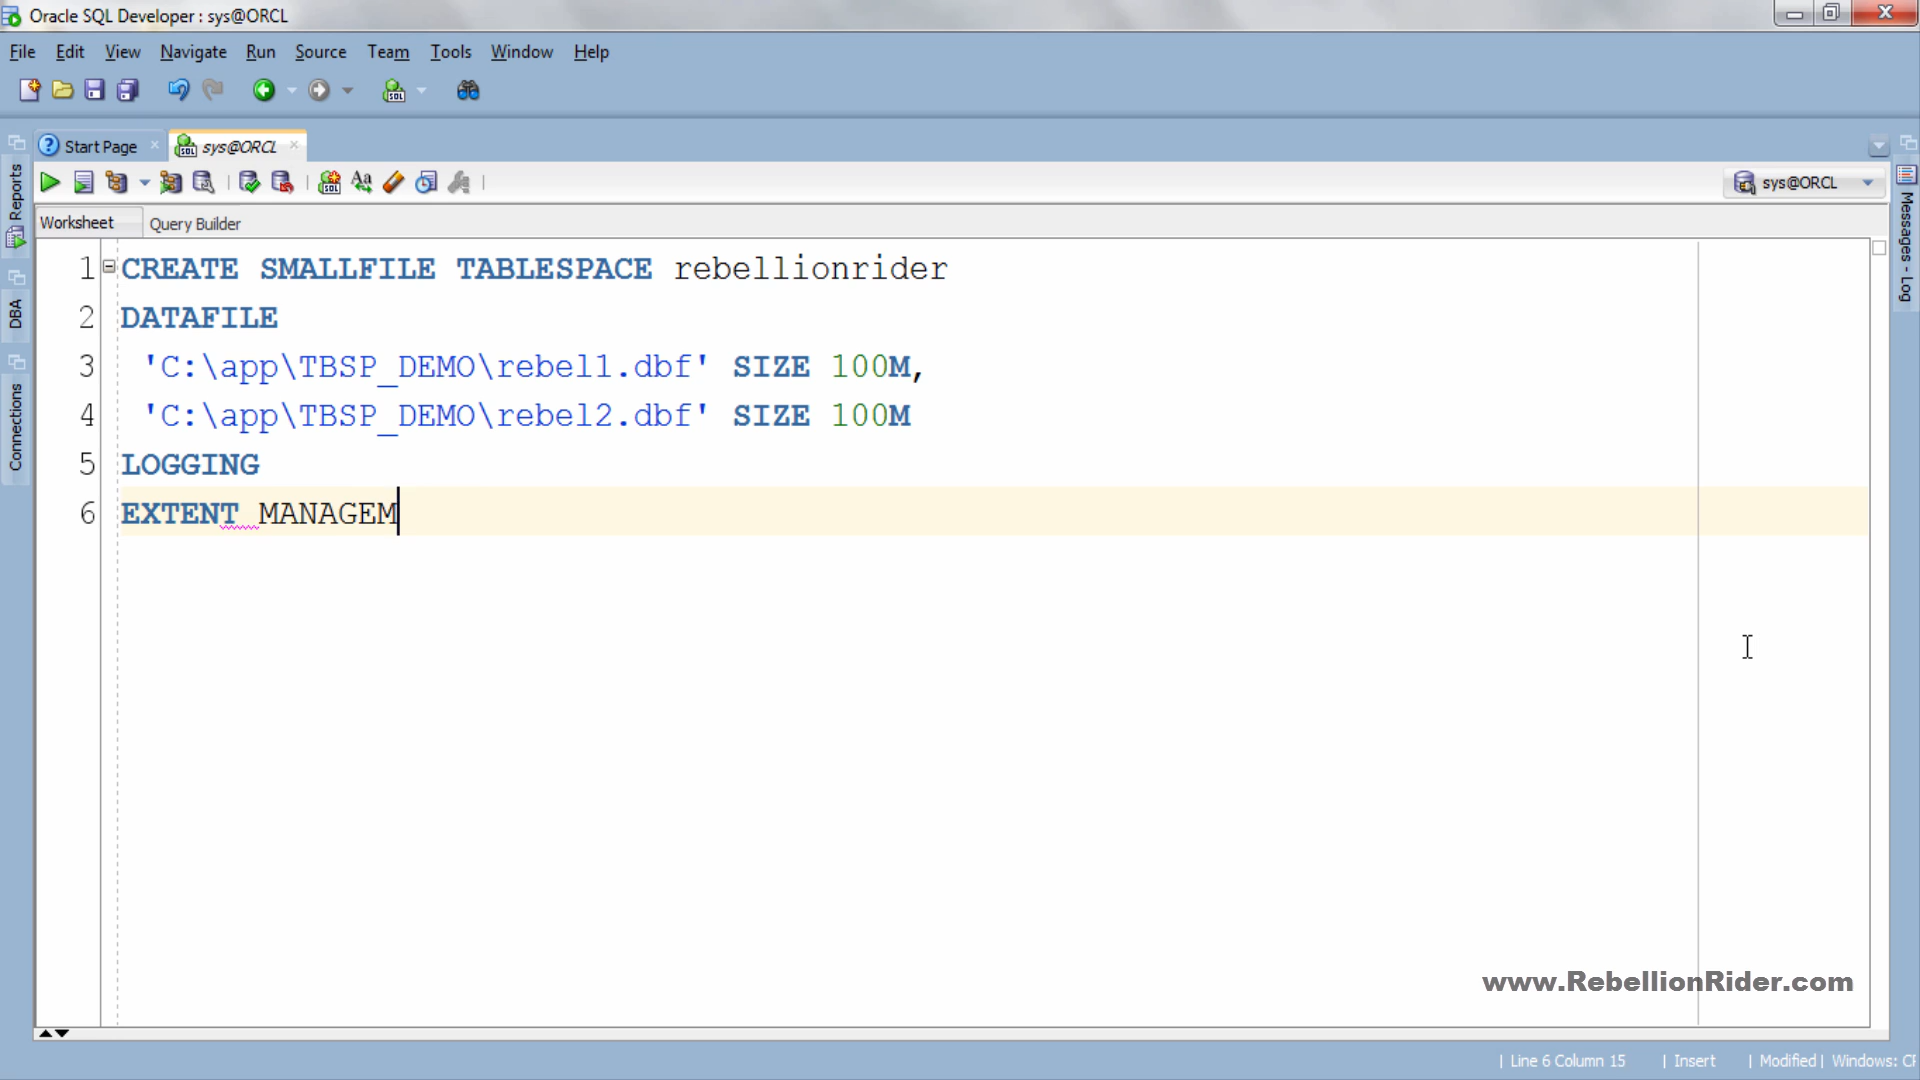 Oracle SQL Developer : sys@ORCL
File Edit View Navigate Run Source Team Tools Window Help
Start Page sys@ORCL
sys@ORCL
Worksheet Query Builder
1 CREATE SMALLFILE TABLESPACE rebellionrider
2 DATAFILE
3 'C:\app\TBSP_DEMO\rebel1.dbf' SIZE 100M,
4 'C:\app\TBSP_DEMO\rebel2.dbf' SIZE 100M
5 LOGGING
6 EXTENT MANAGEM
Reports
DBA
Connections
Messages - Log
www.RebellionRider.com
| Line 6 Column 15 | Insert | Modified | Windows: CR